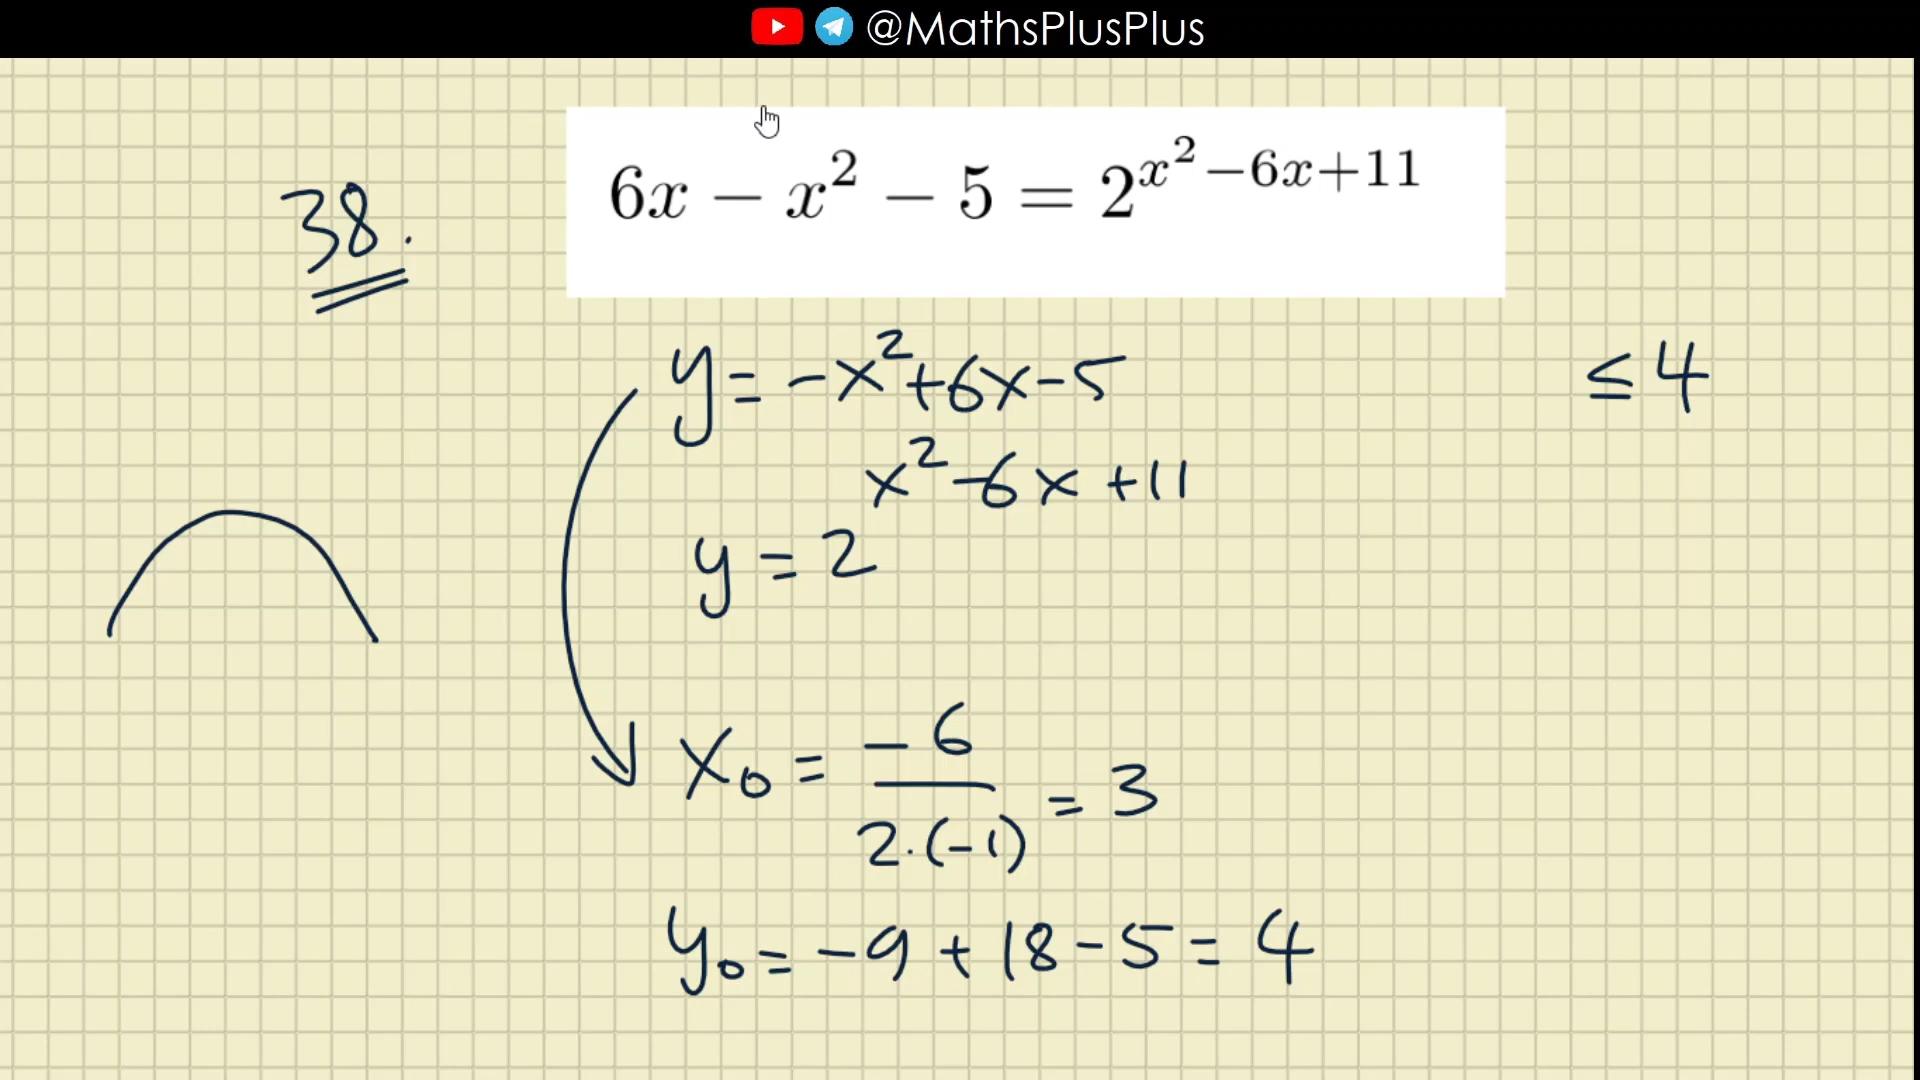 @MathsPlusPlus
6x − x² − 5 = 2^{x²−6x+11}
38.
y = -x² + 6x - 5
≤ 4
x² - 6x + 11
y = 2
x₀ = -6 / 2·(-1) = 3
y₀ = -9 + 18 - 5 = 4